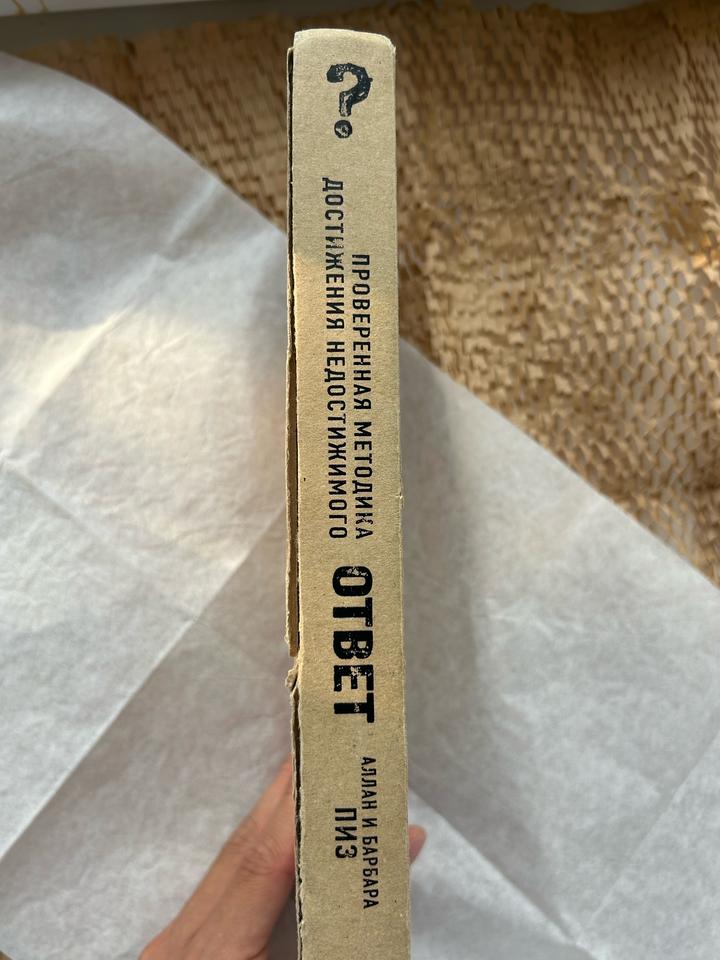 ?
ПРОВЕРЕННАЯ МЕТОДИКА
ДОСТИЖЕНИЯ НЕДОСТИЖИМОГО
ОТВЕТ
АЛЛАН И БАРБАРА
ПИЗ